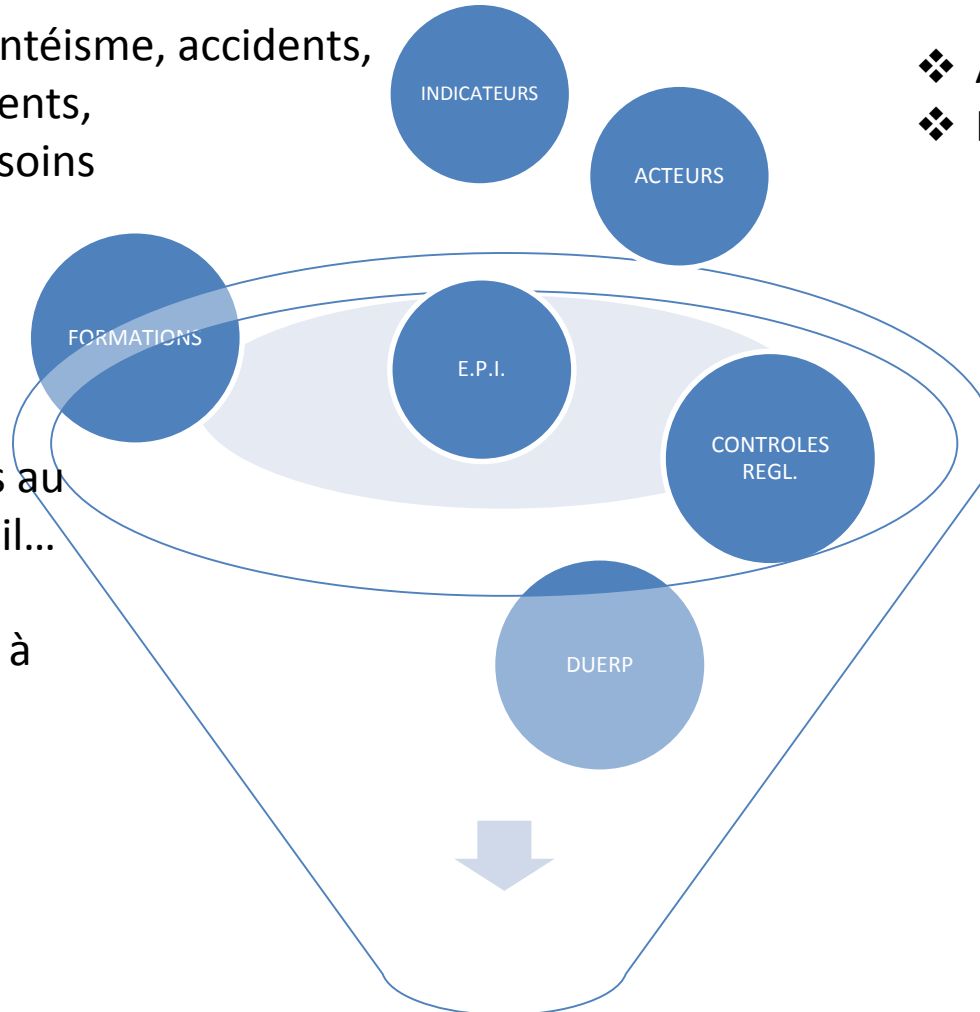 ntéisme, accidents,
ents,
soins
INDICATEURS
ACTEURS
FORMATIONS
E.P.I.
CONTROLES
REGL.
s au
il...
à
DUERP